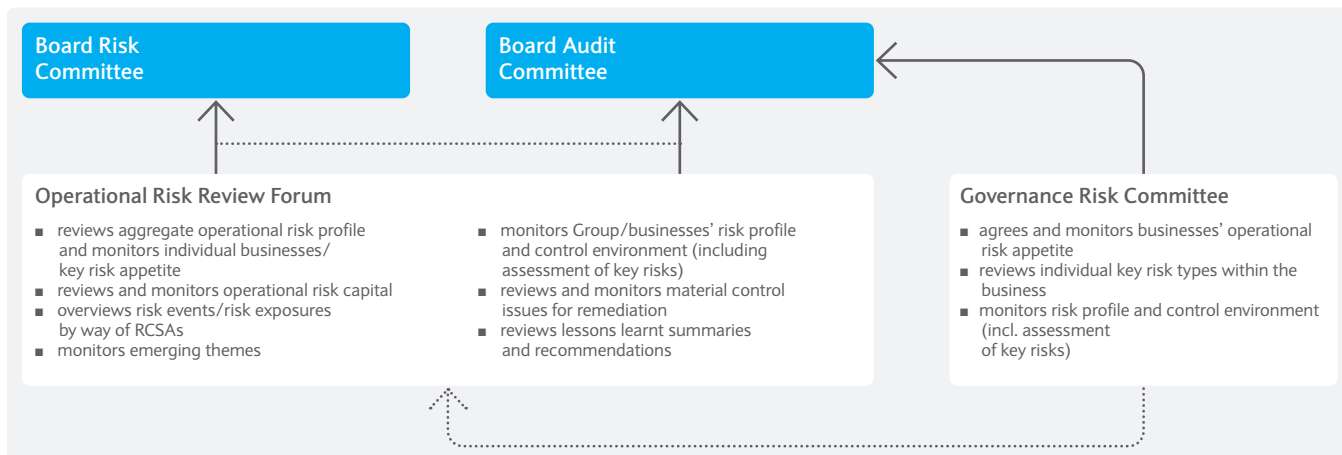 Board Risk
Committee
Board Audit
Committee
Operational Risk Review Forum
■ reviews aggregate operational risk profile
and monitors individual businesses/
key risk appetite
■ reviews and monitors operational risk capital
■ overviews risk events/risk exposures
by way of RCSAs
■ monitors emerging themes
■ monitors Group/businesses’ risk profile
and control environment (including
assessment of key risks)
■ reviews and monitors material control
issues for remediation
■ reviews lessons learnt summaries
and recommendations
Governance Risk Committee
■ agrees and monitors businesses’ operational
risk appetite
■ reviews individual key risk types within the
business
■ monitors risk profile and control environment
(incl. assessment
of key risks)